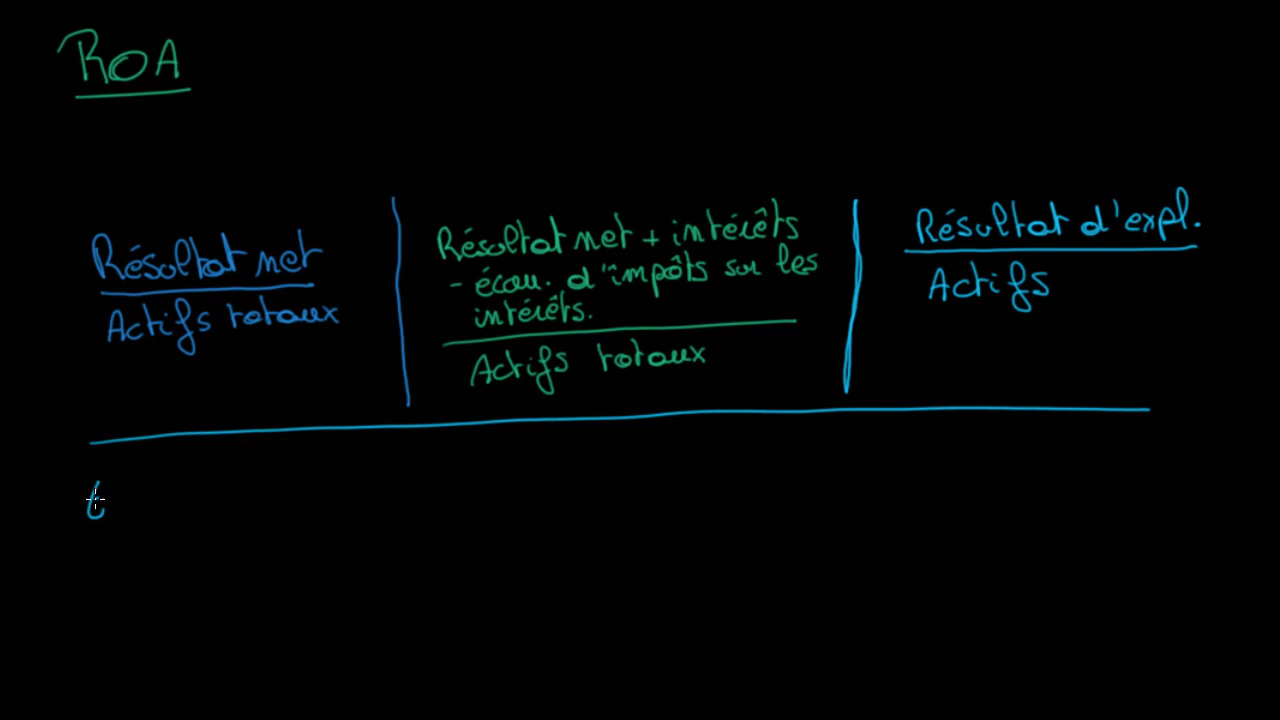 ROA
Résultat net
Actifs totaux
Résultat net + intérêts
- écon. d'impôts sur les
intérêts.
Actifs totaux
Résultat d'expl.
Actifs
t